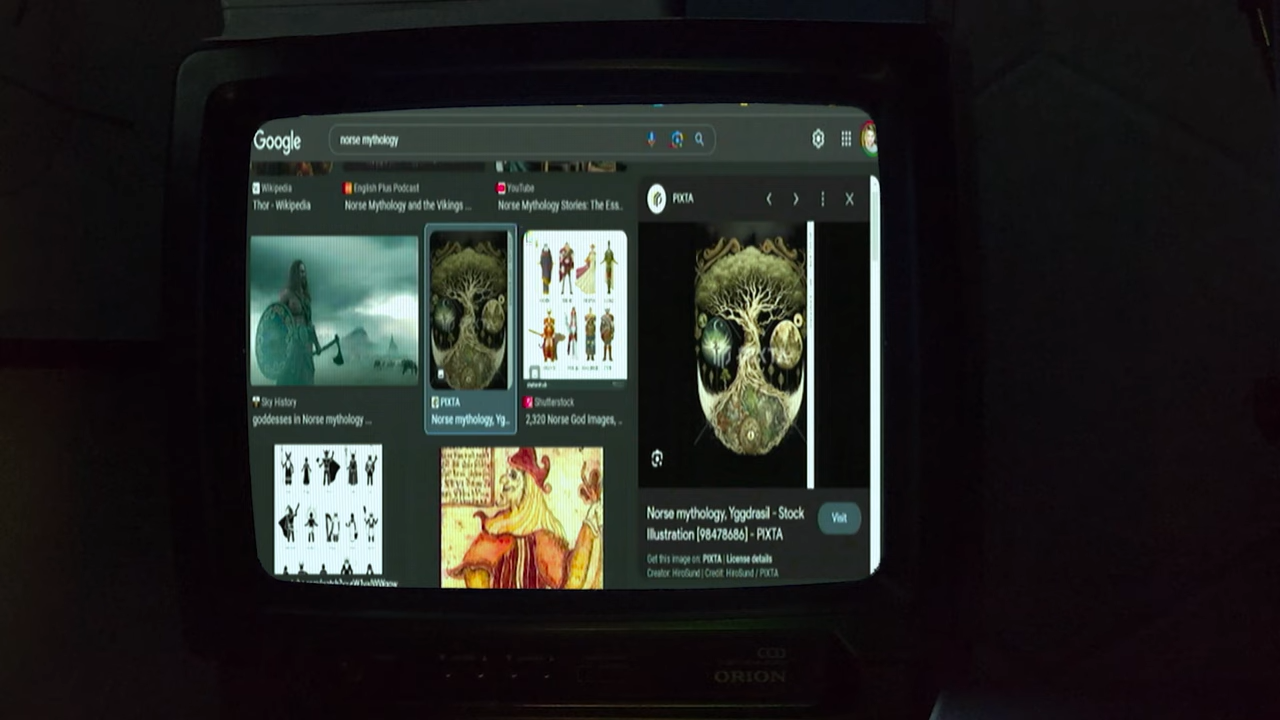 Google
norse mythology
Wikipedia
Thor - Wikipedia
English Plus Podcast
Norse Mythology and the Vikings ...
YouTube
Norse Mythology Stories: The Ess...
PIXTA
Sky History
goddesses in Norse mythology ...
PIXTA
Norse mythology, Yg...
Shutterstock
2,320 Norse God Images, ...
PIXTA
Norse mythology, Yggdrasil - Stock
Illustration [98478686] - PIXTA
Visit
Get this image on: PIXTA | License details
Creator: HiroSund | Credit: HiroSund / PIXTA
ORION